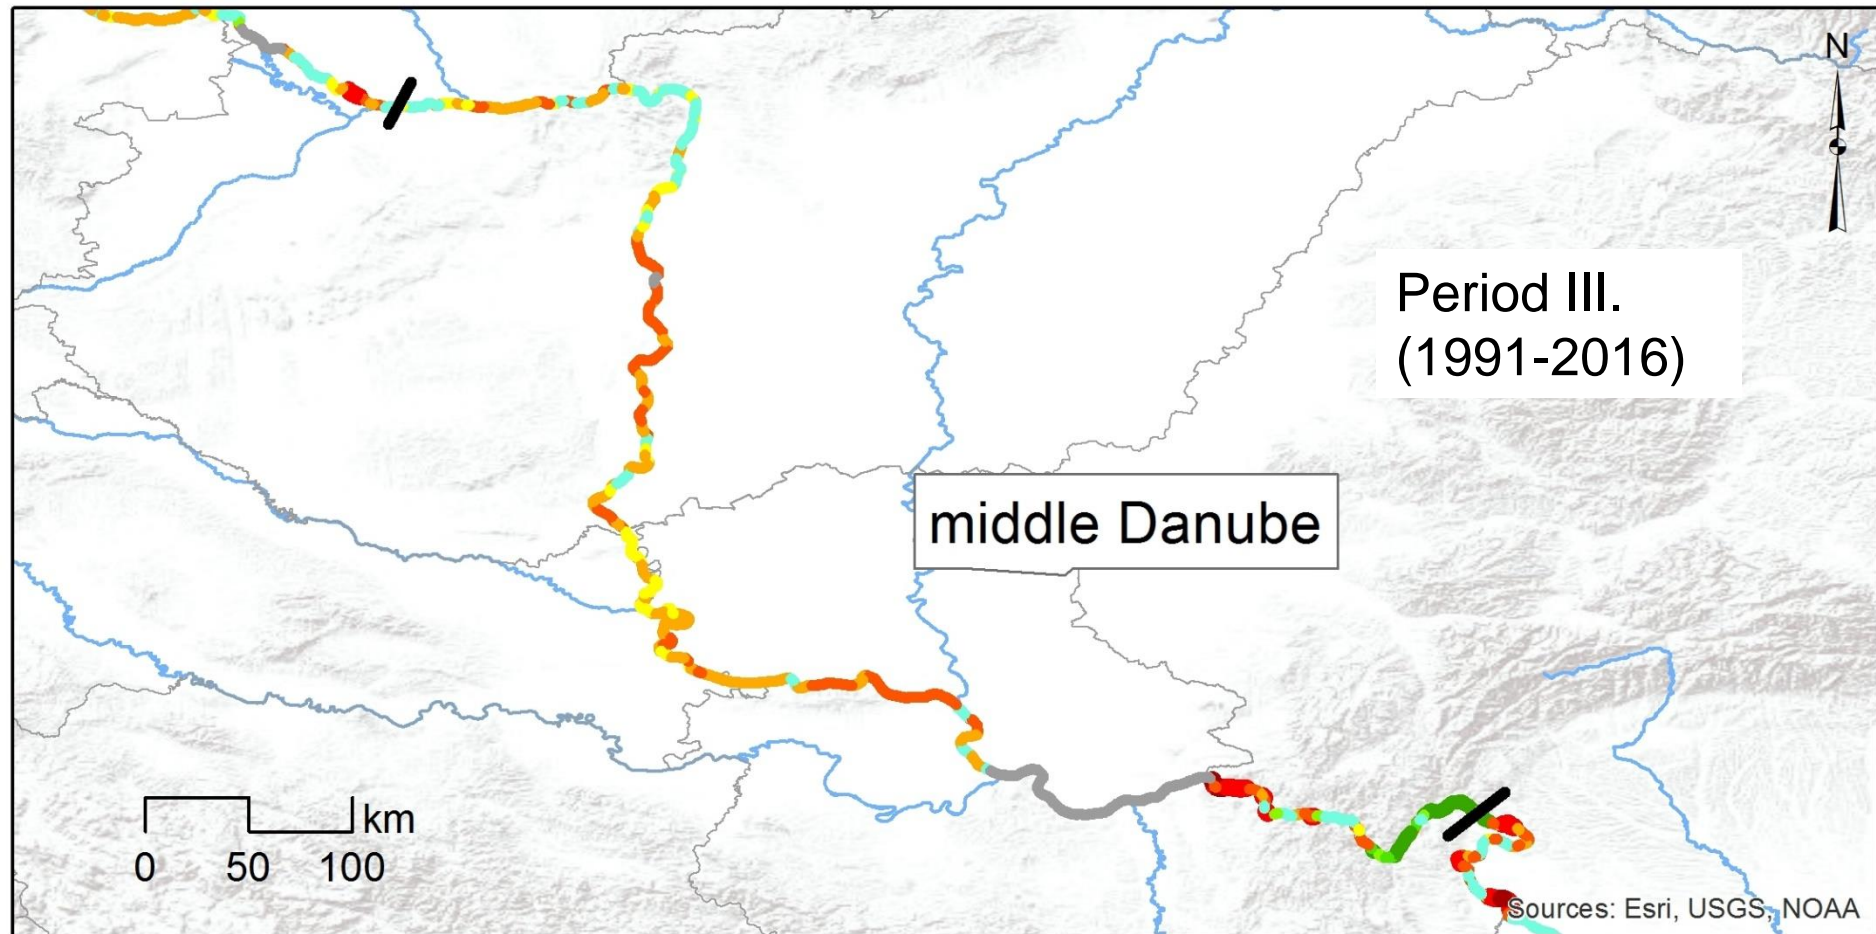 N
Period III.
(1991-2016)
middle Danube
km
0 50 100
Sources: Esri, USGS, NOAA